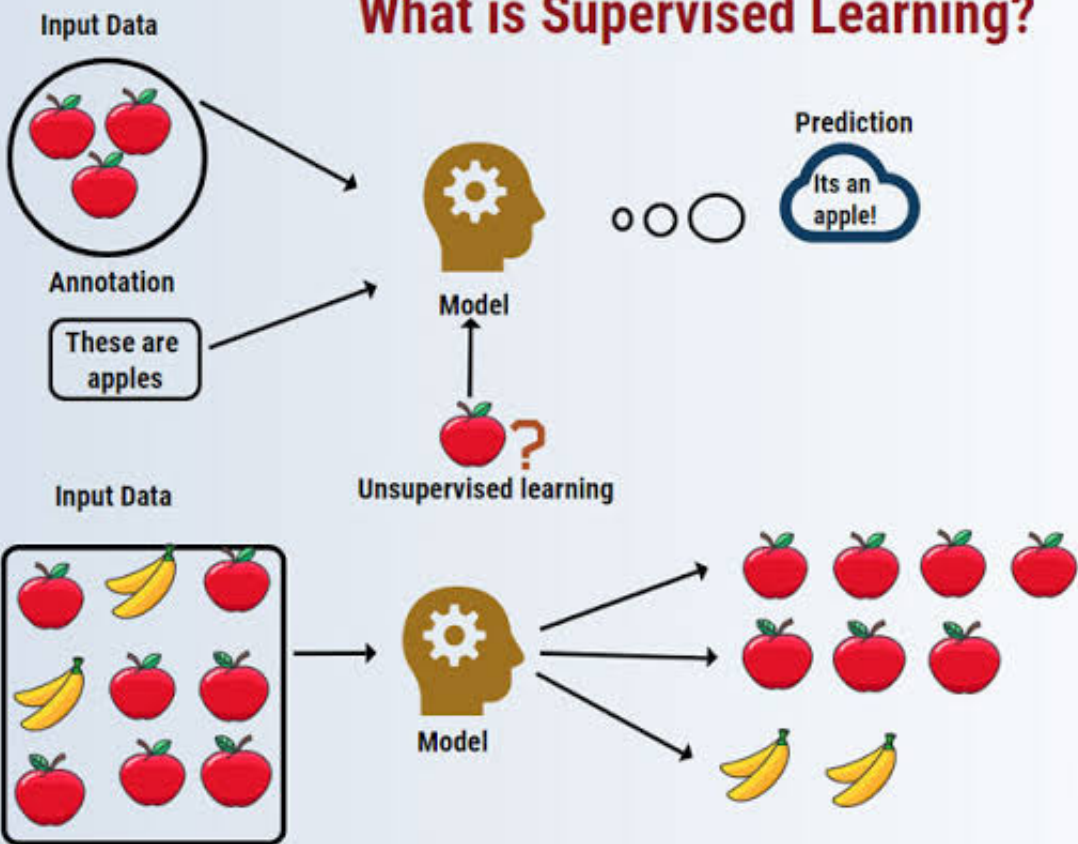 What is Supervised Learning?
Input Data
Prediction
Its an
apple!
Annotation
These are
apples
Model
?
Unsupervised learning
Input Data
Model